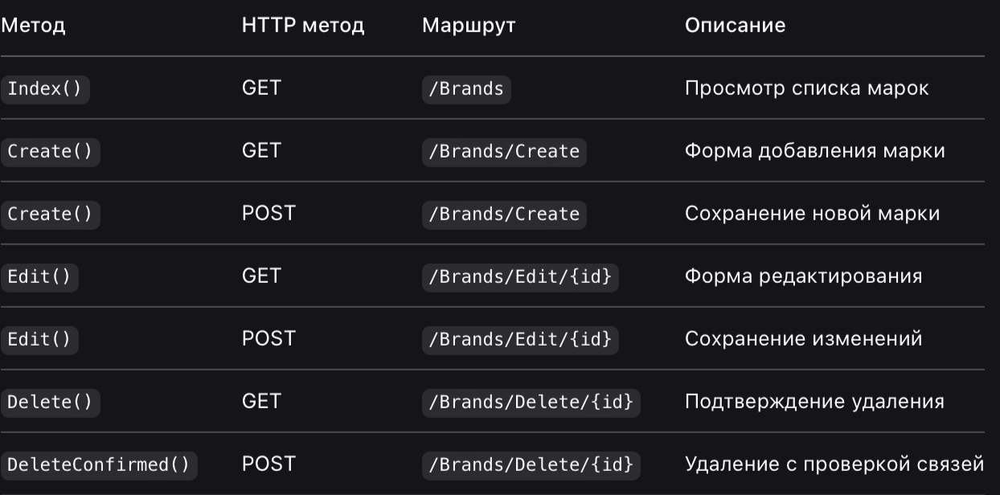 Метод HTTP метод Маршрут Описание
Index() GET /Brands Просмотр списка марок
Create() GET /Brands/Create Форма добавления марки
Create() POST /Brands/Create Сохранение новой марки
Edit() GET /Brands/Edit/{id} Форма редактирования
Edit() POST /Brands/Edit/{id} Сохранение изменений
Delete() GET /Brands/Delete/{id} Подтверждение удаления
DeleteConfirmed() POST /Brands/Delete/{id} Удаление с проверкой связей